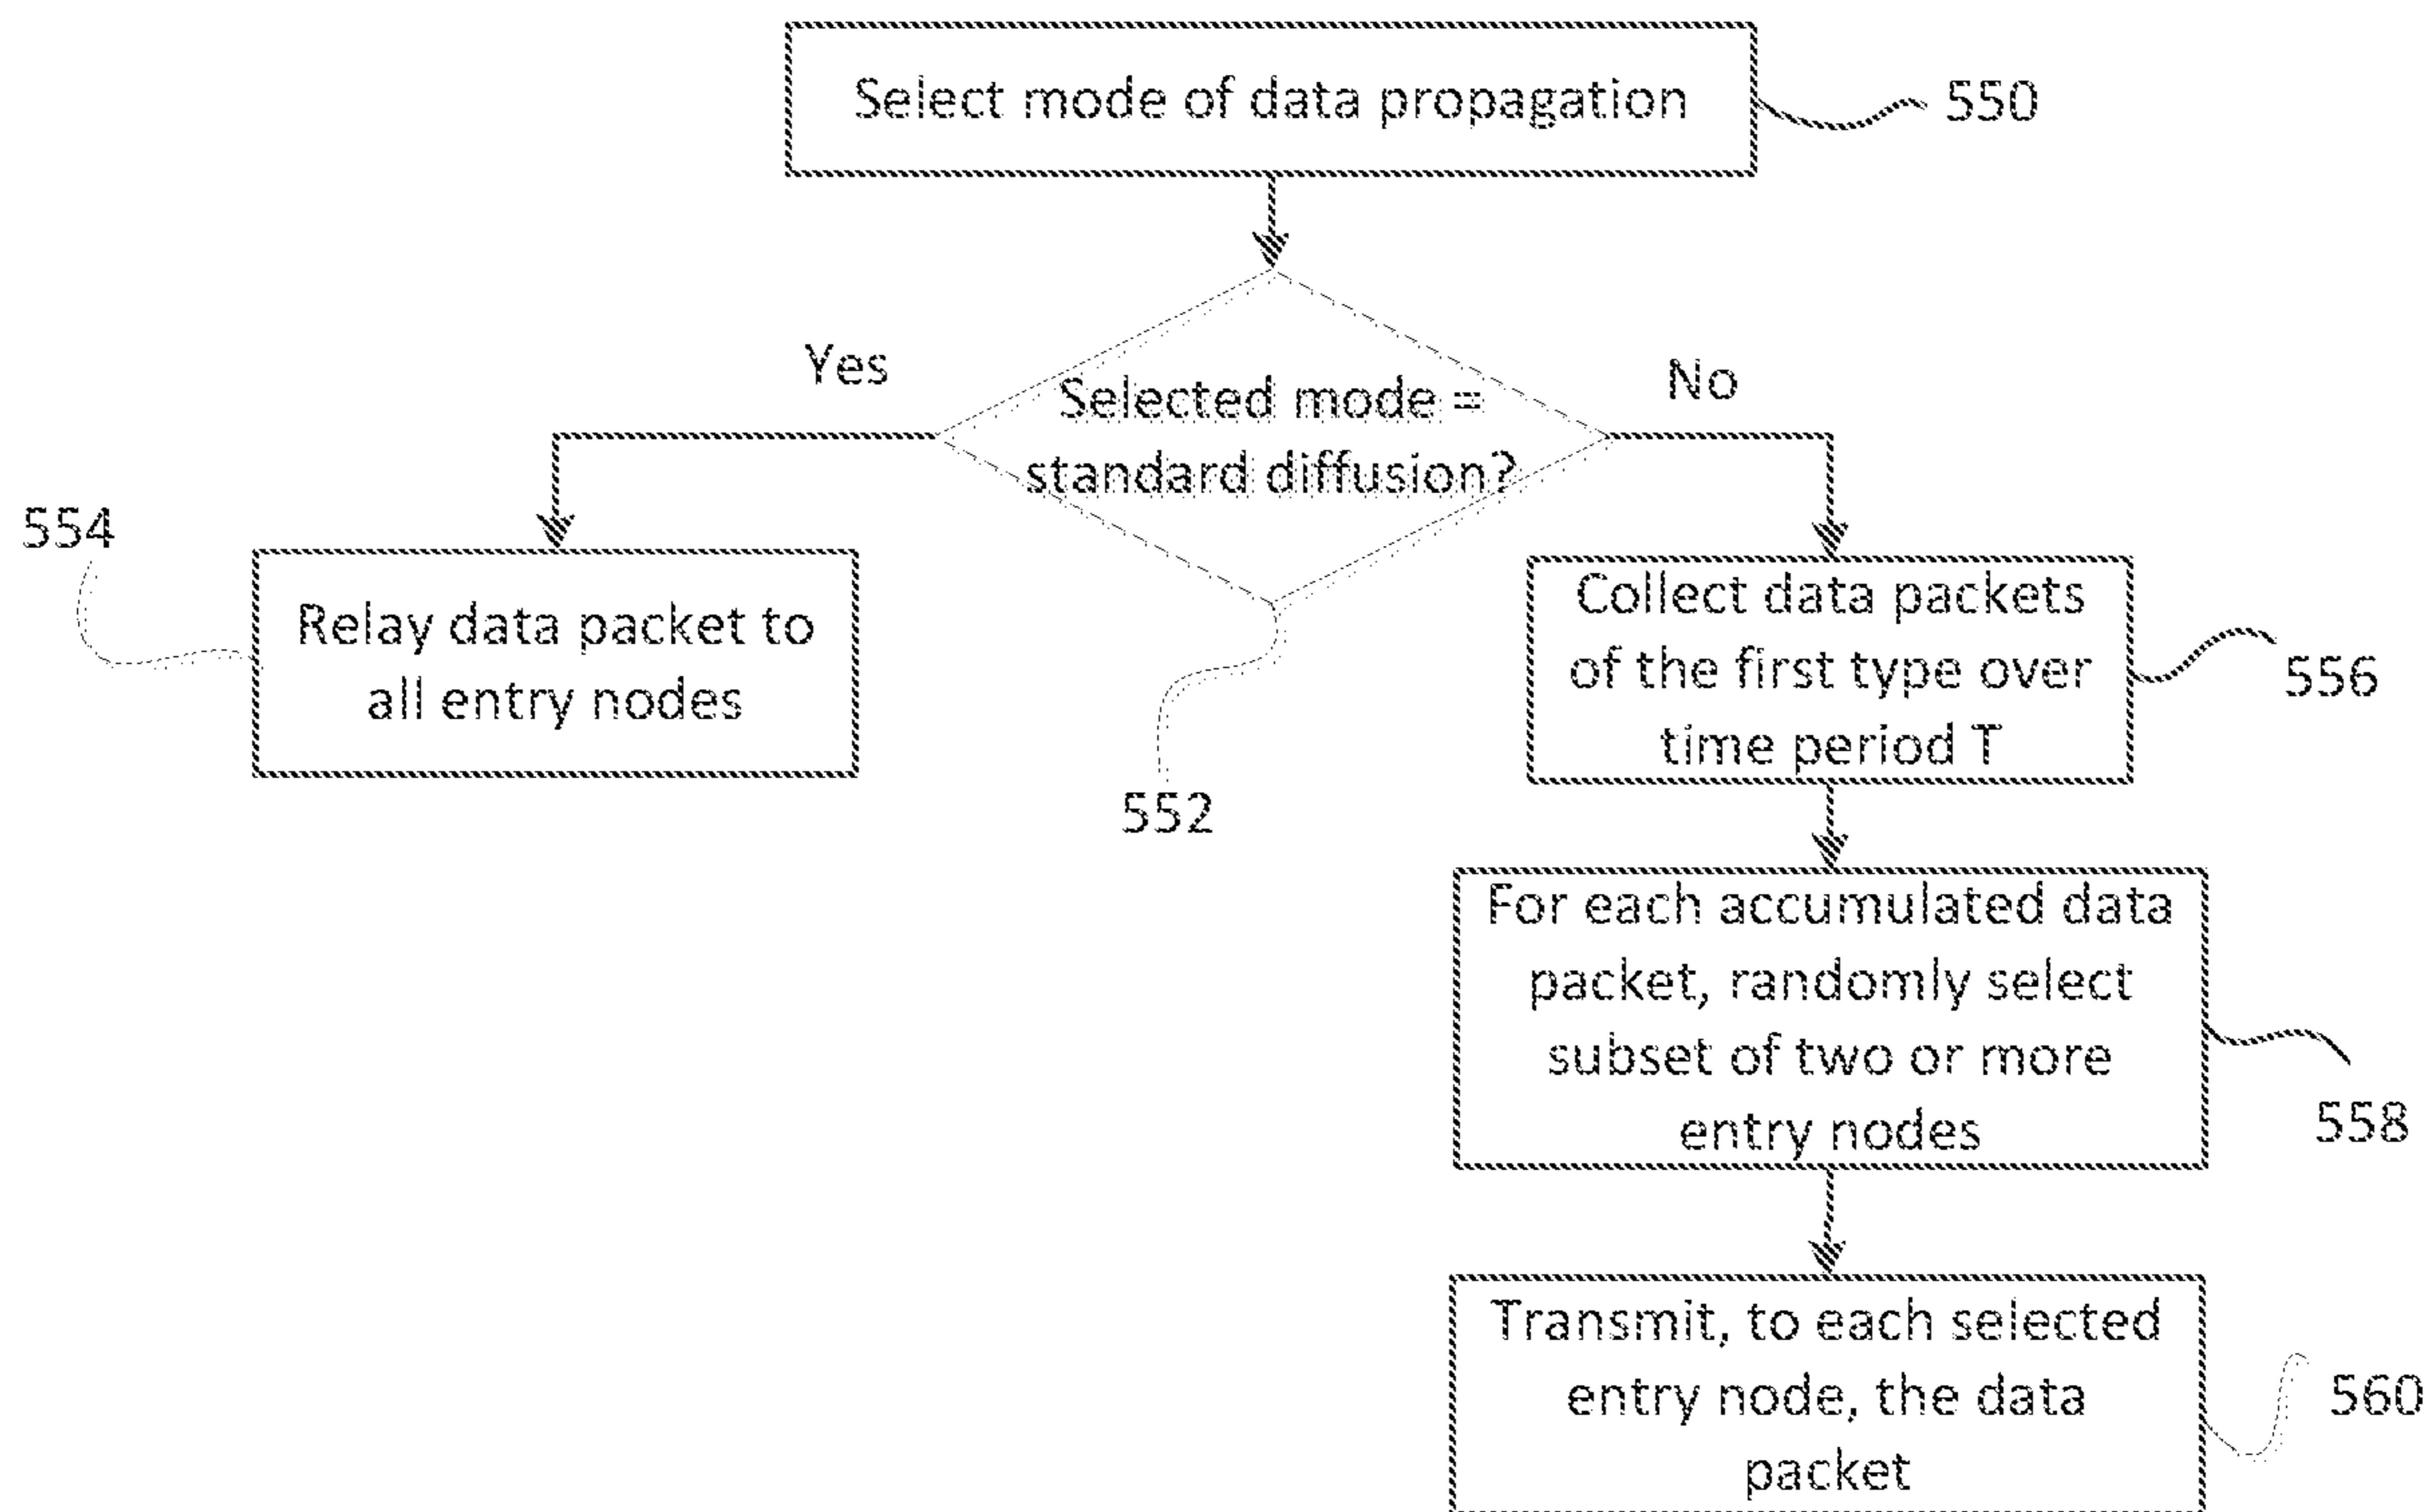 Select mode of data propagation
550
Yes
No
Selected mode =
standard diffusion?
554
Relay data packet to
all entry nodes
552
Collect data packets
of the first type over
time period T
556
For each accumulated data
packet, randomly select
subset of two or more
entry nodes
558
Transmit, to each selected
entry node, the data
packet
560